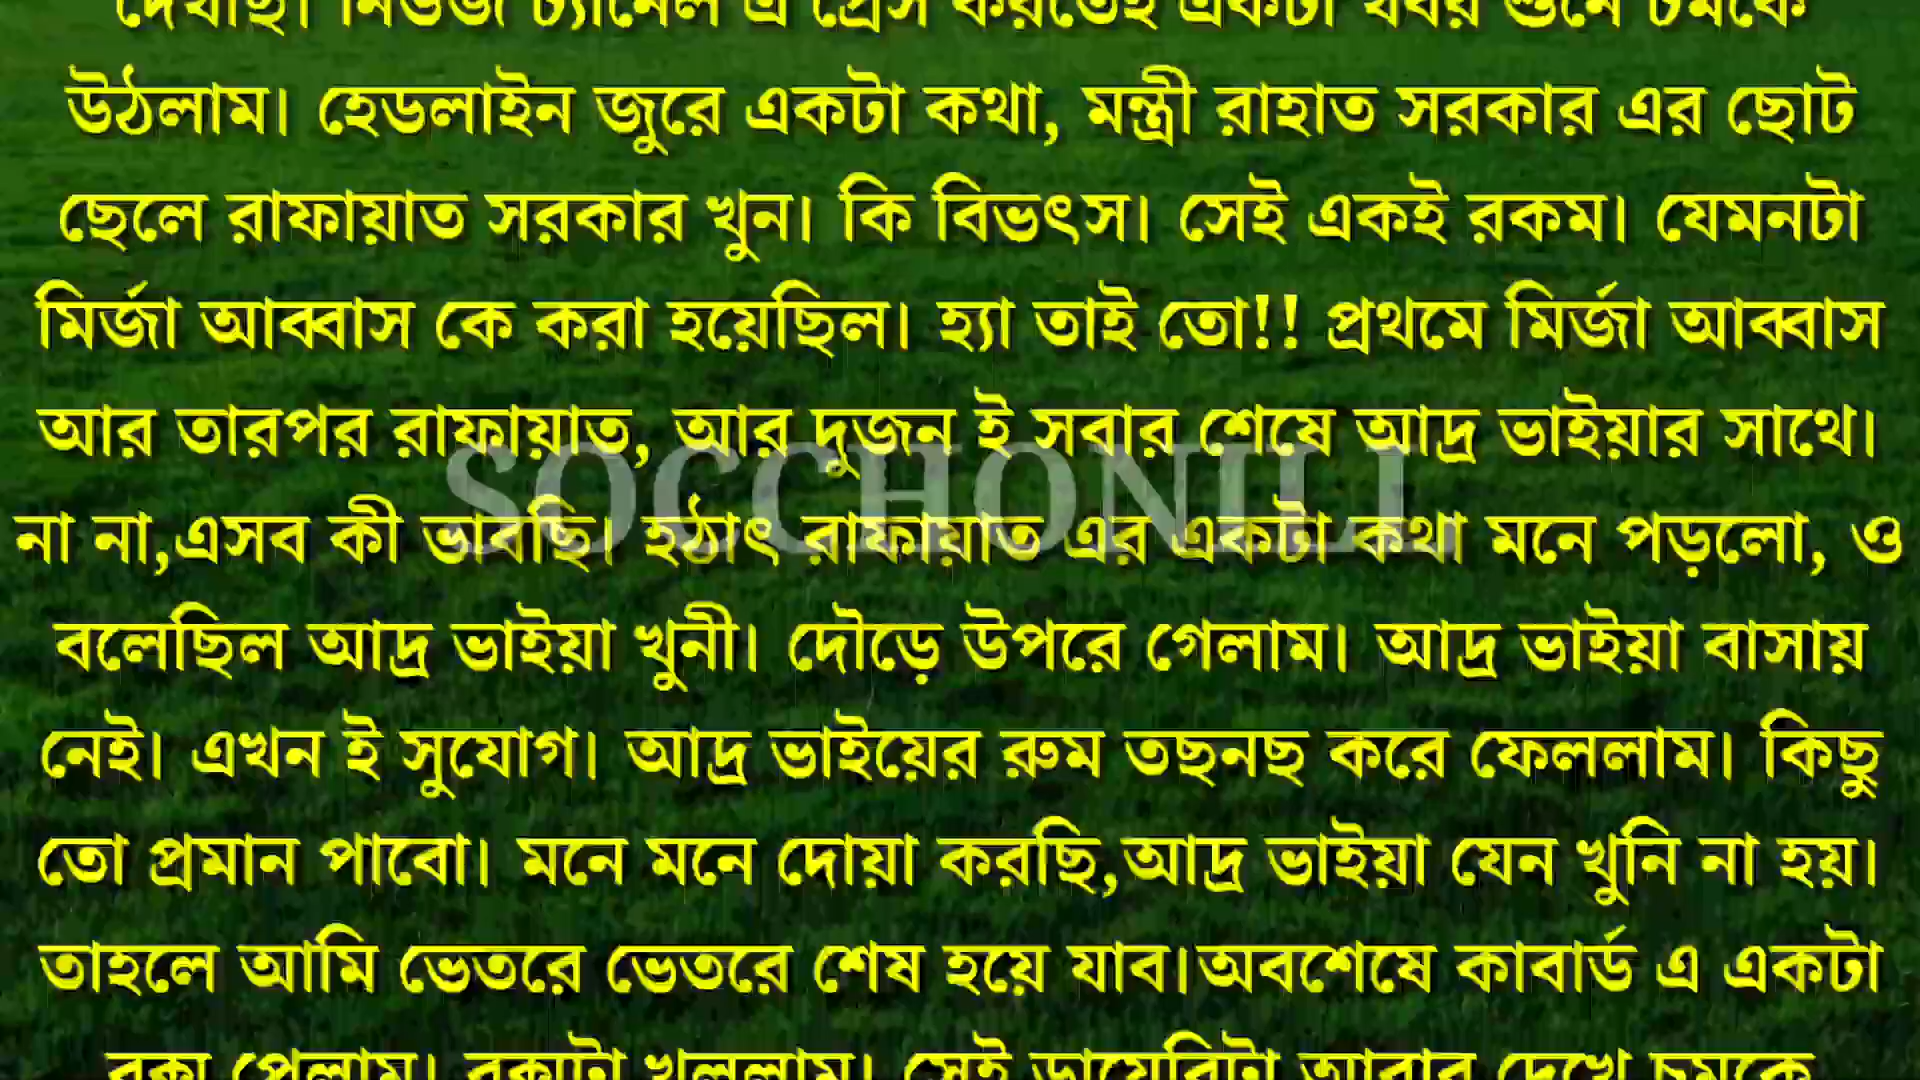 দেখছি। নিউজ চ্যানেল এ প্রেস করতেই একটা খবর শুনে চমকে
উঠলাম। হেডলাইন জুরে একটা কথা, মন্ত্রী রাহাত সরকার এর ছোট
ছেলে রাফায়াত সরকার খুন। কি বিভৎস। সেই একই রকম। যেমনটা
মির্জা আব্বাস কে করা হয়েছিল। হ্যা তাই তো!! প্রথমে মির্জা আব্বাস
আর তারপর রাফায়াত, আর দুজন ই সবার শেষে আদ্র ভাইয়ার সাথে।
SOCCHONILL
না না,এসব কী ভাবছি। হঠাৎ রাফায়াত এর একটা কথা মনে পড়লো, ও
বলেছিল আদ্র ভাইয়া খুনী। দৌড়ে উপরে গেলাম। আদ্র ভাইয়া বাসায়
নেই। এখন ই সুযোগ। আদ্র ভাইয়ের রুম তছনছ করে ফেললাম। কিছু
তো প্রমান পাবো। মনে মনে দোয়া করছি,আদ্র ভাইয়া যেন খুনি না হয়।
তাহলে আমি ভেতরে ভেতরে শেষ হয়ে যাব।অবশেষে কাবার্ড এ একটা
বক্স পেলাম। বক্সটা খুললাম। সেই ডায়েরিটা আবার দেখে চমকে